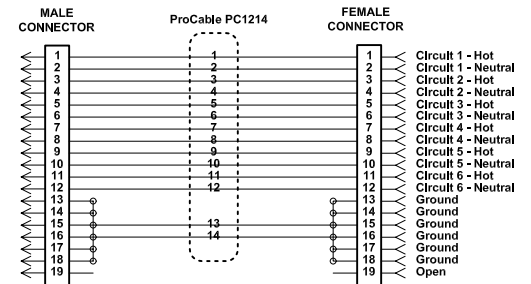 MALE CONNECTOR
ProCable PC1214
FEMALE CONNECTOR
1 1 1 Circuit 1 - Hot
2 2 2 Circuit 1 - Neutral
3 3 3 Circuit 2 - Hot
4 4 4 Circuit 2 - Neutral
5 5 5 Circuit 3 - Hot
6 6 6 Circuit 3 - Neutral
7 7 7 Circuit 4 - Hot
8 8 8 Circuit 4 - Neutral
9 9 9 Circuit 5 - Hot
10 10 10 Circuit 5 - Neutral
11 11 11 Circuit 6 - Hot
12 12 12 Circuit 6 - Neutral
13 13 Ground
14 14 Ground
15 13 15 Ground
16 14 16 Ground
17 17 Ground
18 18 Ground
19 19 Open